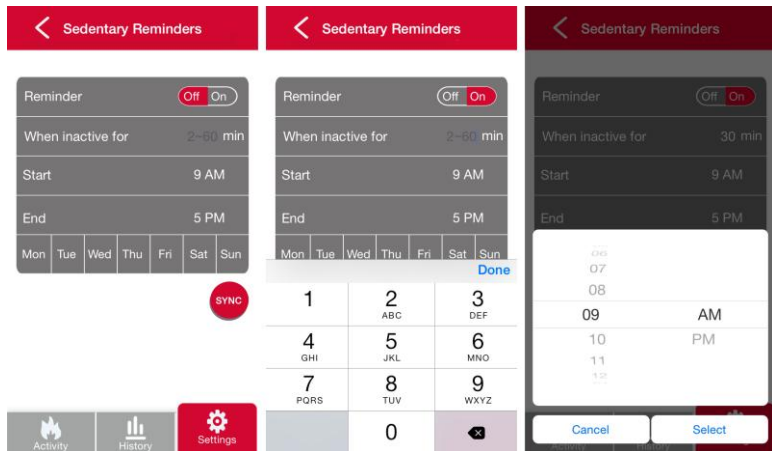 Sedentary Reminders
Reminder Off On
When inactive for 2~60 min
Start 9 AM
End 5 PM
Mon Tue Wed Thu Fri Sat Sun
SYNC
Activity History Settings
Sedentary Reminders
Reminder Off On
When inactive for 2~60 min
Start 9 AM
End 5 PM
Mon Tue Wed Thu Fri Sat Sun
Done
1 2 3
ABC DEF
4 5 6
GHI JKL MNO
7 8 9
PQRS TUV WXYZ
0
Sedentary Reminders
Reminder Off On
When inactive for 30 min
Start 9 AM
End 5 PM
06
07
08
09 AM
10 PM
11
12
Cancel Select
Activity History